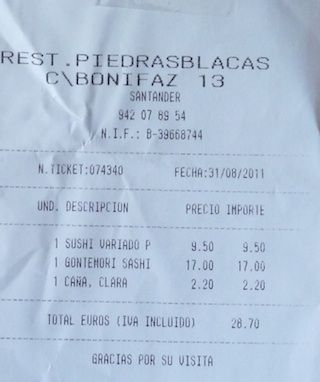 REST.PIEDRASBLACAS
C\BONIFAZ 13
SANTANDER
942 07 89 54
N.I.F.: B-39668744
N.TICKET:074340 FECHA:31/08/2011
UND. DESCRIPCION PRECIO IMPORTE
1 SUSHI VARIADO P 9.50 9.50
1 GONTEMORI SASHI 17.00 17.00
1 CAÑA, CLARA 2.20 2.20
TOTAL EUROS (IVA INCLUIDO) 28.70
GRACIAS POR SU VISITA